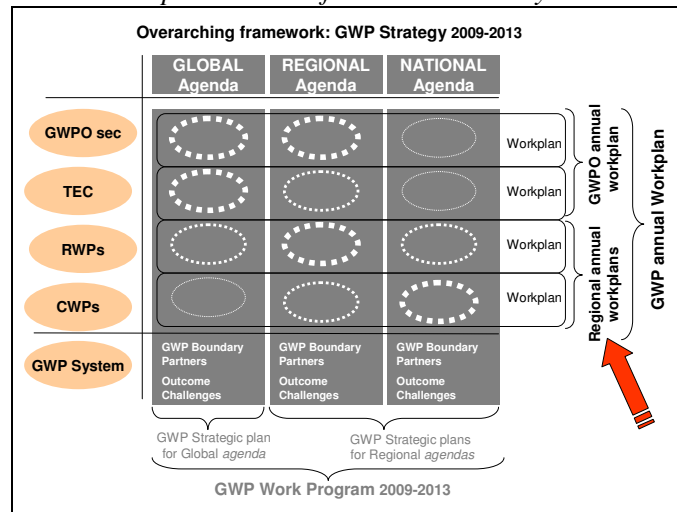 Overarching framework: GWP Strategy 2009-2013
GLOBAL
Agenda
REGIONAL
Agenda
NATIONAL
Agenda
GWPO sec
Workplan
TEC
Workplan
RWPs
Workplan
CWPs
Workplan
GWPO annual
workplan
Regional annual
workplans
GWP annual Workplan
GWP System
GWP Boundary
Partners
Outcome
Challenges
GWP Boundary
Partners
Outcome
Challenges
GWP Boundary
Partners
Outcome
Challenges
GWP Strategic plan
for Global agenda
GWP Strategic plans
for Regional agendas
GWP Work Program 2009-2013